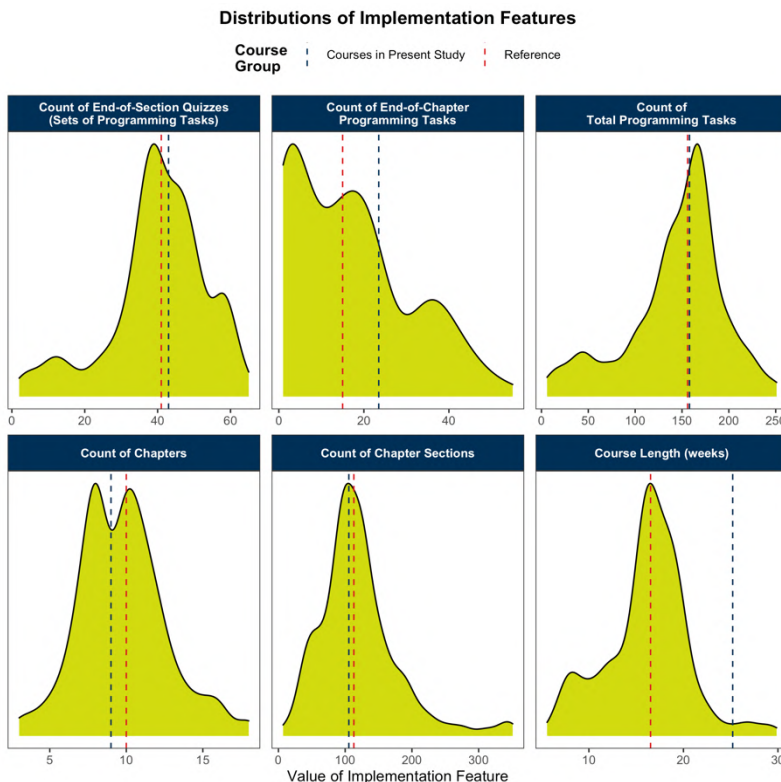 Distributions of Implementation Features
Course
Group
Courses in Present Study
Reference
Count of End-of-Section Quizzes
(Sets of Programming Tasks)
Count of End-of-Chapter
Programming Tasks
Count of
Total Programming Tasks
0 20 40 60
0 20 40
0 50 100 150 200 250
Count of Chapters
Count of Chapter Sections
Course Length (weeks)
5 10 15
0 100 200 300
10 20 30
Value of Implementation Feature